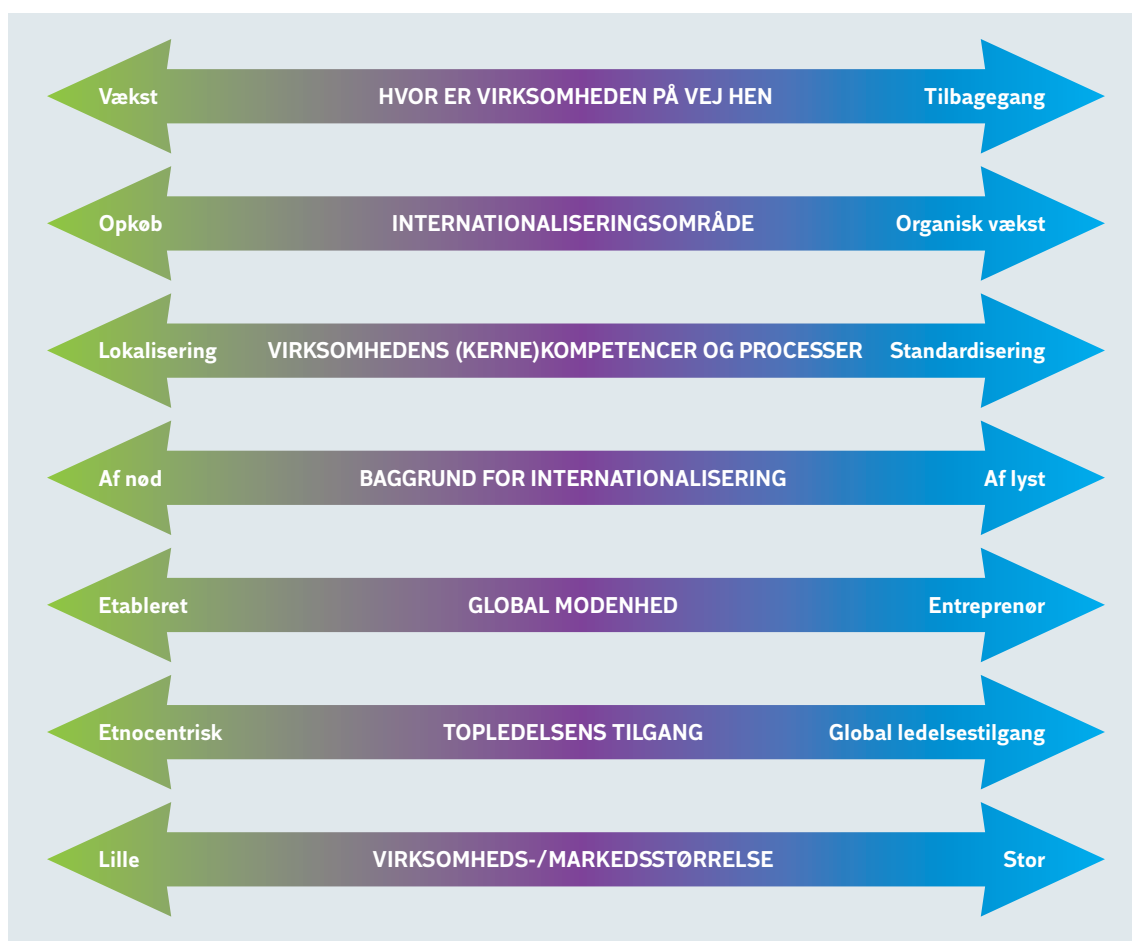 Vækst HVOR ER VIRKSOMHEDEN PÅ VEJ HEN Tilbagegang
Opkøb INTERNATIONALISERINGSOMRÅDE Organisk vækst
Lokalisering VIRKSOMHEDENS (KERNE)KOMPETENCER OG PROCESSER Standardisering
Af nød BAGGRUND FOR INTERNATIONALISERING Af lyst
Etableret GLOBAL MODENHED Entreprenør
Etnocentrisk TOPLEDELSENS TILGANG Global ledelsestilgang
Lille VIRKSOMHEDS-/MARKEDSSTØRRELSE Stor